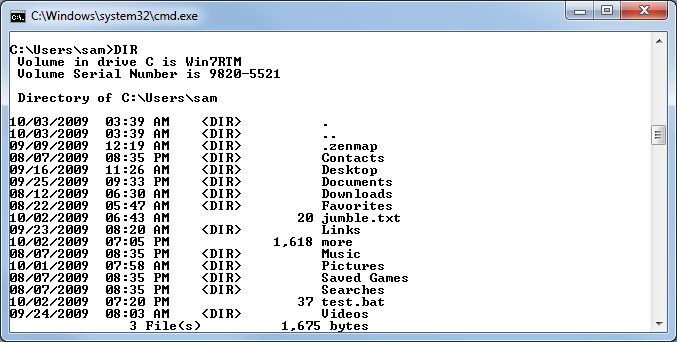 C:\Windows\system32\cmd.exe
C:\Users\sam>DIR
 Volume in drive C is Win7RTM
 Volume Serial Number is 9820-5521
 Directory of C:\Users\sam
10/03/2009  03:39 AM    <DIR>          .
10/03/2009  03:39 AM    <DIR>          ..
09/09/2009  12:19 AM    <DIR>          .zenmap
08/07/2009  08:35 PM    <DIR>          Contacts
09/16/2009  11:26 AM    <DIR>          Desktop
09/25/2009  09:33 PM    <DIR>          Documents
08/12/2009  06:30 AM    <DIR>          Downloads
08/22/2009  05:47 AM    <DIR>          Favorites
10/02/2009  06:43 AM                20 jumble.txt
09/23/2009  08:20 AM    <DIR>          Links
10/02/2009  07:05 PM             1,618 more
08/07/2009  08:35 PM    <DIR>          Music
10/01/2009  07:58 AM    <DIR>          Pictures
08/07/2009  08:35 PM    <DIR>          Saved Games
08/07/2009  08:35 PM    <DIR>          Searches
10/02/2009  07:20 PM                37 test.bat
09/24/2009  08:03 AM    <DIR>          Videos
               3 File(s)          1,675 bytes